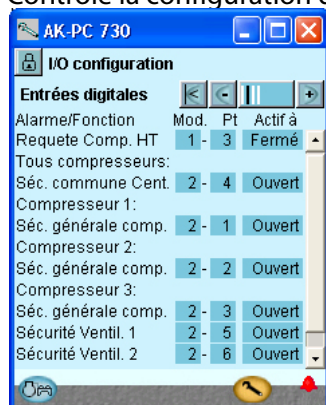 Contrôle la configuration
AK-PC 730
I/O configuration
Entrées digitales
Alarme/Fonction Mod. Pt Actif à
Requete Comp. HT 1 - 3 Fermé
Tous compresseurs:
Séc. commune Cent. 2 - 4 Ouvert
Compresseur 1:
Séc. générale comp. 2 - 1 Ouvert
Compresseur 2:
Séc. générale comp. 2 - 2 Ouvert
Compresseur 3:
Séc. générale comp. 2 - 3 Ouvert
Sécurité Ventil. 1 2 - 5 Ouvert
Sécurité Ventil. 2 2 - 6 Ouvert